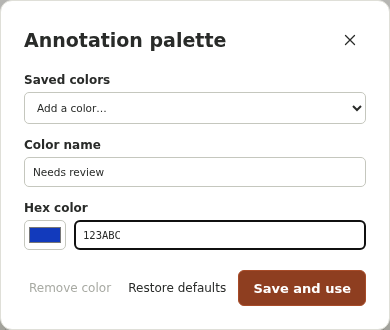 Annotation palette
Saved colors
Add a color...
Color name
Needs review
Hex color
123ABC
Remove color Restore defaults Save and use